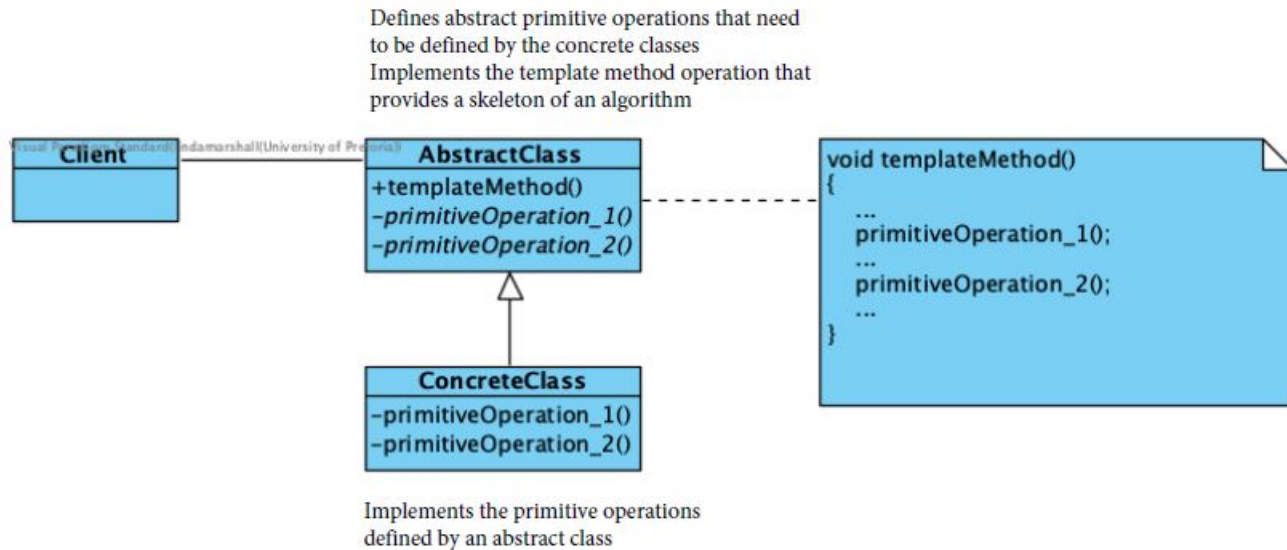 Defines abstract primitive operations that need
to be defined by the concrete classes
Implements the template method operation that
provides a skeleton of an algorithm
Client
AbstractClass
+templateMethod()
-primitiveOperation_1()
-primitiveOperation_2()
void templateMethod()
{
...
primitiveOperation_1();
...
primitiveOperation_2();
...
}
ConcreteClass
-primitiveOperation_1()
-primitiveOperation_2()
Implements the primitive operations
defined by an abstract class